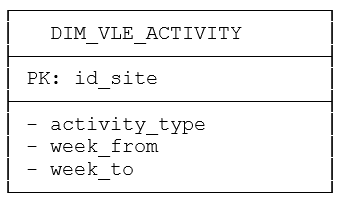 DIM_VLE_ACTIVITY
PK: id_site
- activity_type
- week_from
- week_to